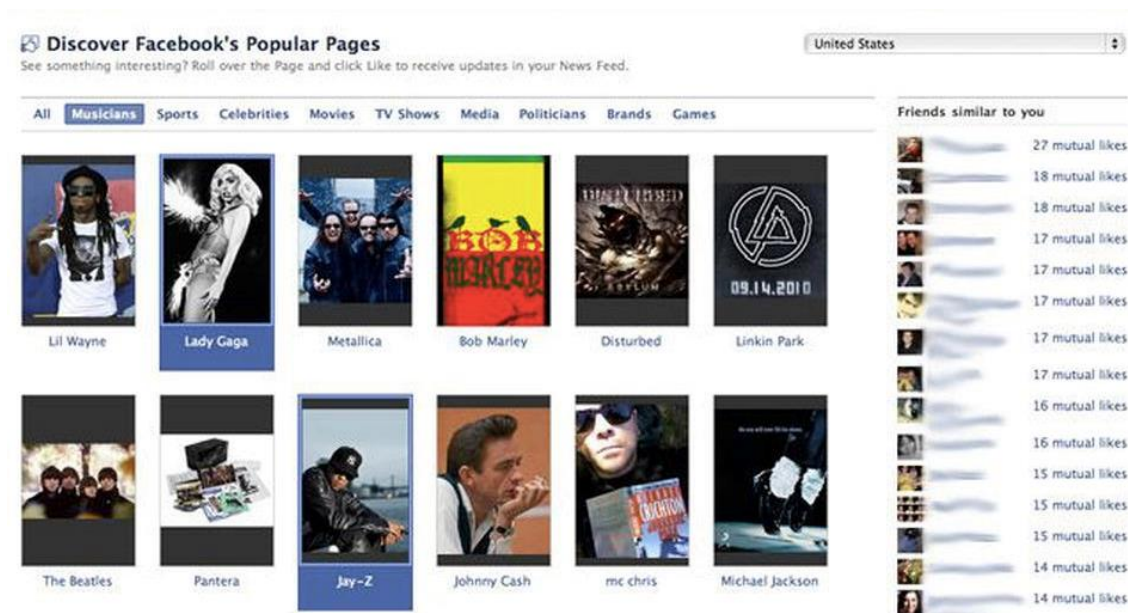 Discover Facebook's Popular Pages
United States
See something interesting? Roll over the Page and click Like to receive updates in your News Feed.
All Musicians Sports Celebrities Movies TV Shows Media Politicians Brands Games
Friends similar to you
27 mutual likes
18 mutual likes
18 mutual likes
17 mutual likes
17 mutual likes
17 mutual likes
17 mutual likes
17 mutual likes
16 mutual likes
16 mutual likes
15 mutual likes
15 mutual likes
15 mutual likes
14 mutual likes
14 mutual likes
BOB
MARLEY
DISTURBED
ASYLUM
09.14.2010
Lil Wayne Lady Gaga Metallica Bob Marley Disturbed Linkin Park
CRICHTON
The Beatles Pantera Jay-Z Johnny Cash mc chris Michael Jackson